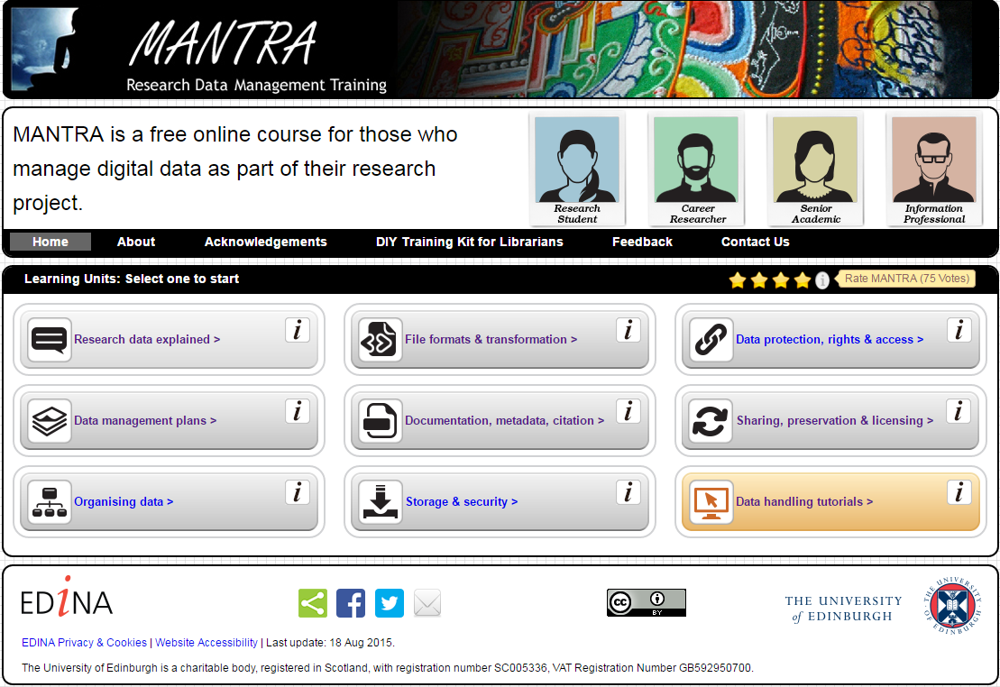 MANTRA
Research Data Management Training
MANTRA is a free online course for those who
manage digital data as part of their research
project.
Research
Student
Career
Researcher
Senior
Academic
Information
Professional
Home About Acknowledgements DIY Training Kit for Librarians Feedback Contact Us
Learning Units: Select one to start
i Rate MANTRA (75 Votes)
Research data explained > i
File formats & transformation > i
Data protection, rights & access > i
Data management plans > i
Documentation, metadata, citation > i
Sharing, preservation & licensing > i
Organising data > i
Storage & security > i
Data handling tutorials > i
EDINA
cc BY
THE UNIVERSITY
of EDINBURGH
THE UNIVERSITY OF EDINBURGH
EDINA Privacy & Cookies | Website Accessibility | Last update: 18 Aug 2015.
The University of Edinburgh is a charitable body, registered in Scotland, with registration number SC005336, VAT Registration Number GB592950700.